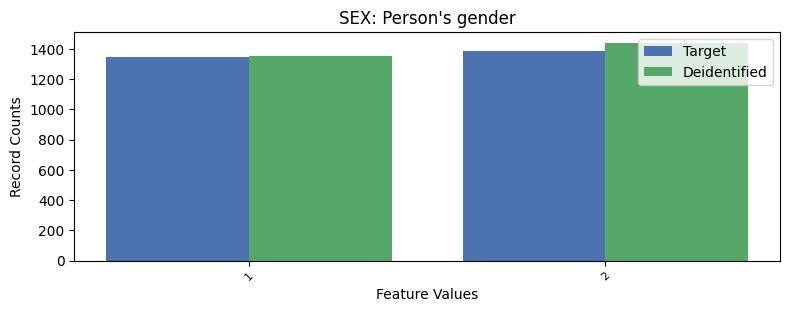 SEX: Person's gender
Target
Deidentified
Record Counts
1400
1200
1000
800
600
400
200
0
1
2
Feature Values